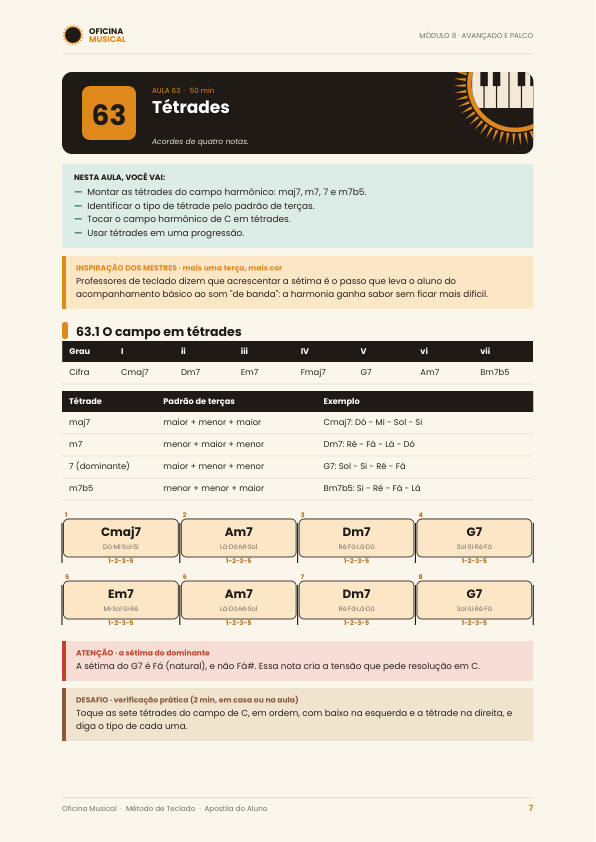 OFICINA
MUSICAL
MÓDULO 8 · AVANÇADO E PALCO
63
AULA 63 · 50 min
Tétrades
Acordes de quatro notas.
NESTA AULA, VOCÊ VAI:
— Montar as tétrades do campo harmônico: maj7, m7, 7 e m7b5.
— Identificar o tipo de tétrade pelo padrão de terças.
— Tocar o campo harmônico de C em tétrades.
— Usar tétrades em uma progressão.
INSPIRAÇÃO DOS MESTRES · mais uma terça, mais cor
Professores de teclado dizem que acrescentar a sétima é o passo que leva o aluno do
acompanhamento básico ao som "de banda": a harmonia ganha sabor sem ficar mais difícil.
63.1 O campo em tétrades
Grau I ii iii IV V vi vii
Cifra Cmaj7 Dm7 Em7 Fmaj7 G7 Am7 Bm7b5
Tétrade Padrão de terças Exemplo
maj7 maior + menor + maior Cmaj7: Dó - Mi - Sol - Si
m7 menor + maior + menor Dm7: Ré - Fá - Lá - Dó
7 (dominante) maior + menor + menor G7: Sol - Si - Ré - Fá
m7b5 menor + menor + maior Bm7b5: Si - Ré - Fá - Lá
1 2 3 4
Cmaj7 Am7 Dm7 G7
Dó·Mi·Sol·Si Lá·Dó·Mi·Sol Ré·Fá·Lá·Dó Sol·Si·Ré·Fá
1-2-3-5 1-2-3-5 1-2-3-5 1-2-3-5
5 6 7 8
Em7 Am7 Dm7 G7
Mi·Sol·Si·Ré Lá·Dó·Mi·Sol Ré·Fá·Lá·Dó Sol·Si·Ré·Fá
1-2-3-5 1-2-3-5 1-2-3-5 1-2-3-5
ATENÇÃO · a sétima do dominante
A sétima do G7 é Fá (natural), e não Fá#. Essa nota cria a tensão que pede resolução em C.
DESAFIO · verificação prática (2 min, em casa ou na aula)
Toque as sete tétrades do campo de C, em ordem, com baixo na esquerda e a tétrade na direita, e
diga o tipo de cada uma.
Oficina Musical · Método de Teclado · Apostila do Aluno
7